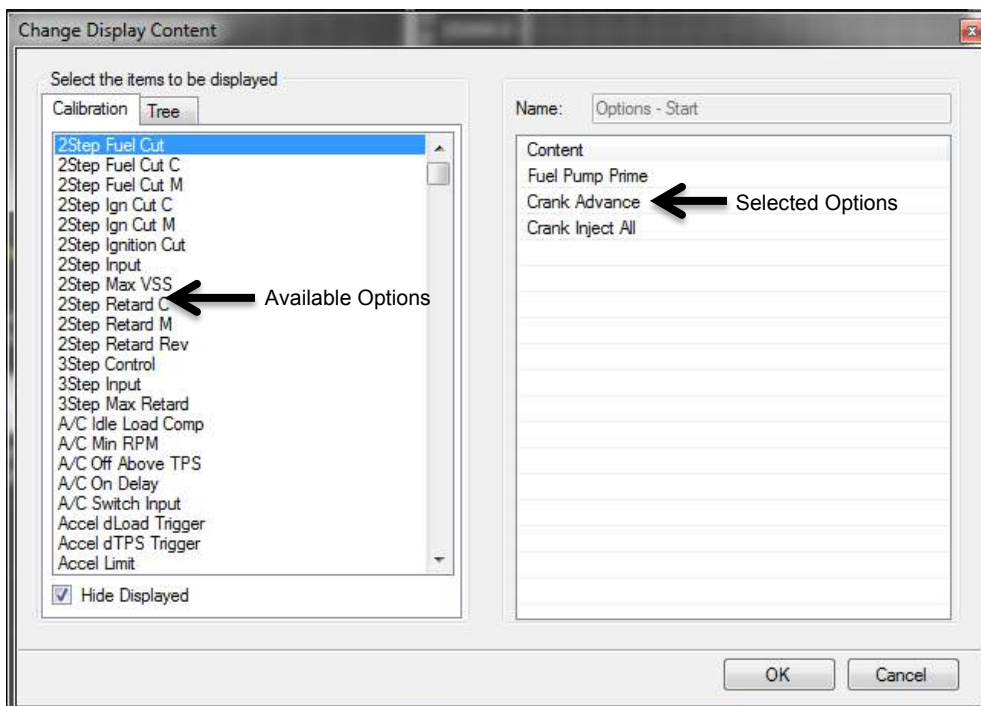 Change Display Content
Select the items to be displayed
Calibration
Tree
2Step Fuel Cut
2Step Fuel Cut C
2Step Fuel Cut M
2Step Ign Cut C
2Step Ign Cut M
2Step Ignition Cut
2Step Input
2Step Max VSS
2Step Retard C
2Step Retard M
2Step Retard Rev
3Step Control
3Step Input
3Step Max Retard
A/C Idle Load Comp
A/C Min RPM
A/C Off Above TPS
A/C On Delay
A/C Switch Input
Accel dLoad Trigger
Accel dTPS Trigger
Accel Limit
Available Options
Hide Displayed
Name: Options - Start
Content
Fuel Pump Prime
Crank Advance
Crank Inject All
Selected Options
OK
Cancel